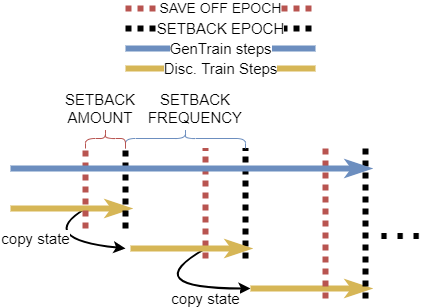 SAVE OFF EPOCH
SETBACK EPOCH
GenTrain steps
Disc. Train Steps
SETBACK AMOUNT
SETBACK FREQUENCY
copy state
copy state